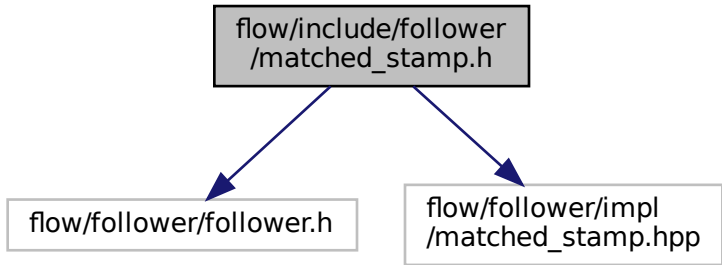 flow/include/follower
/matched_stamp.h
flow/follower/follower.h
flow/follower/impl
/matched_stamp.hpp